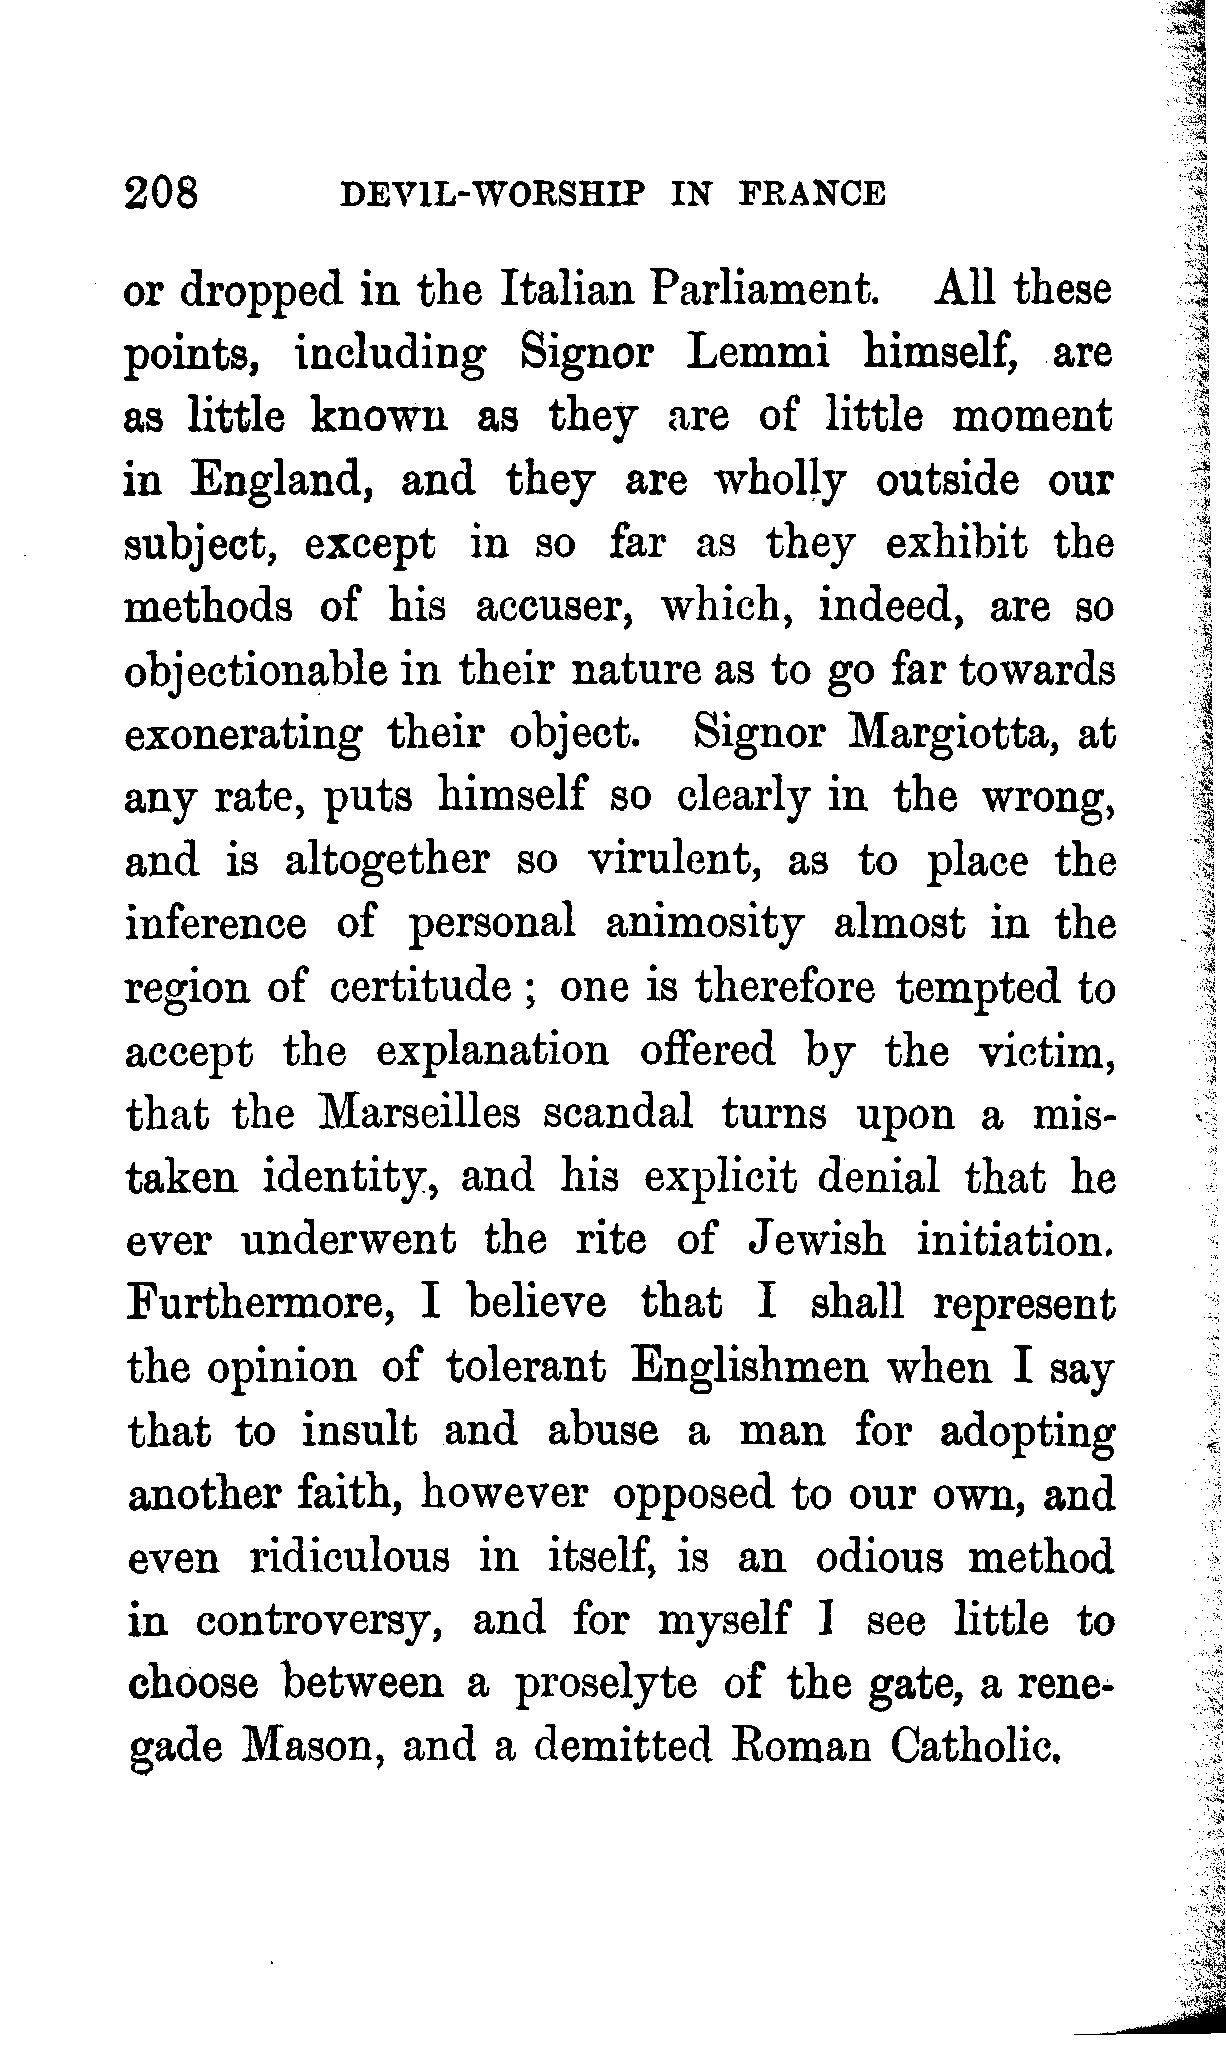 208 DEVIL-WORSHIP IN FRANCE
or dropped in the Italian Parliament. All these
points, including Signor Lemmi himself, are
as little known as they are of little moment
in England, and they are wholly outside our
subject, except in so far as they exhibit the
methods of his accuser, which, indeed, are so
objectionable in their nature as to go far towards
exonerating their object. Signor Margiotta, at
any rate, puts himself so clearly in the wrong,
and is altogether so virulent, as to place the
inference of personal animosity almost in the
region of certitude ; one is therefore tempted to
accept the explanation offered by the victim,
that the Marseilles scandal turns upon a mis-
taken identity, and his explicit denial that he
ever underwent the rite of Jewish initiation.
Furthermore, I believe that I shall represent
the opinion of tolerant Englishmen when I say
that to insult and abuse a man for adopting
another faith, however opposed to our own, and
even ridiculous in itself, is an odious method
in controversy, and for myself I see little to
choose between a proselyte of the gate, a rene-
gade Mason, and a demitted Roman Catholic.